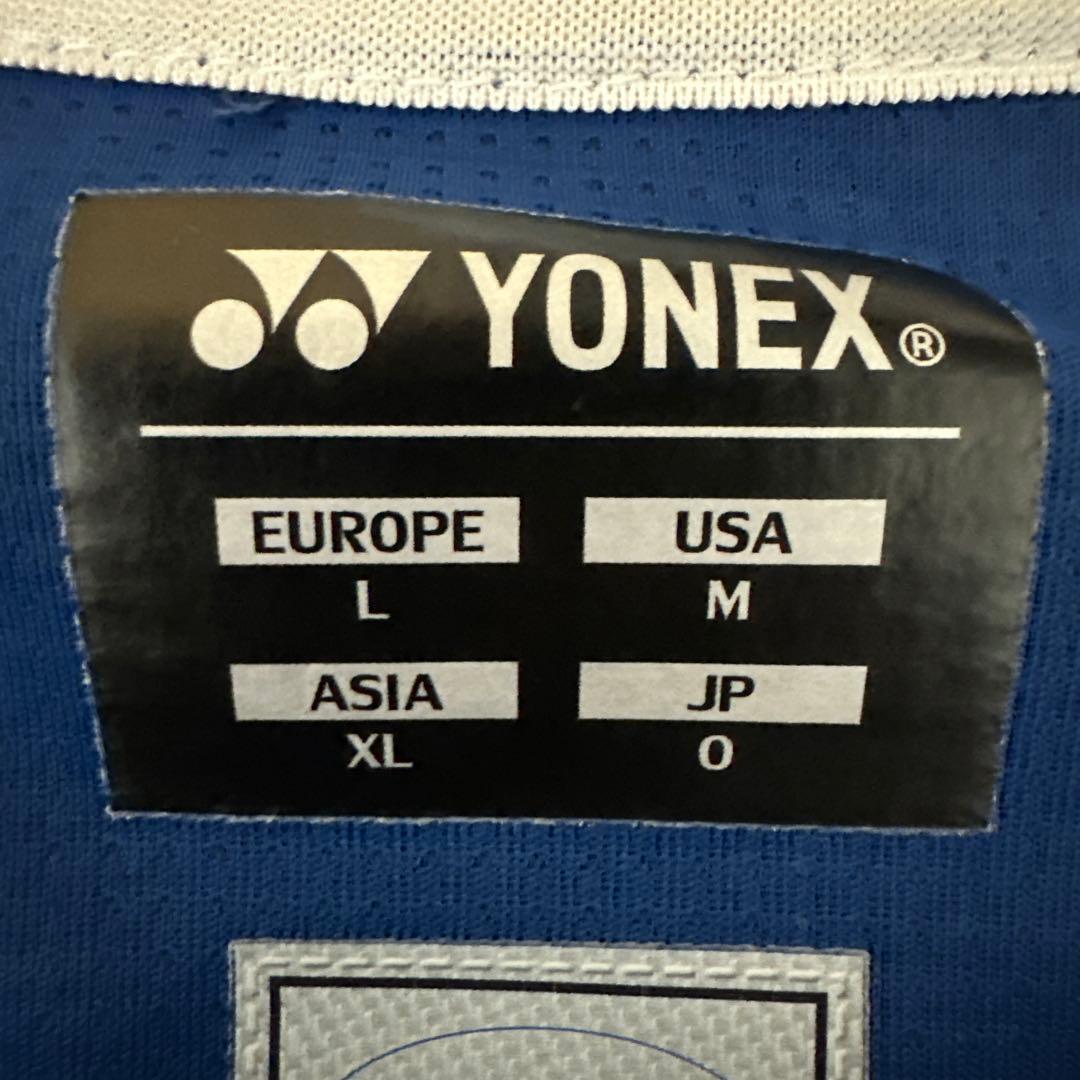 YONEX®
EUROPE USA
L M
ASIA JP
XL O